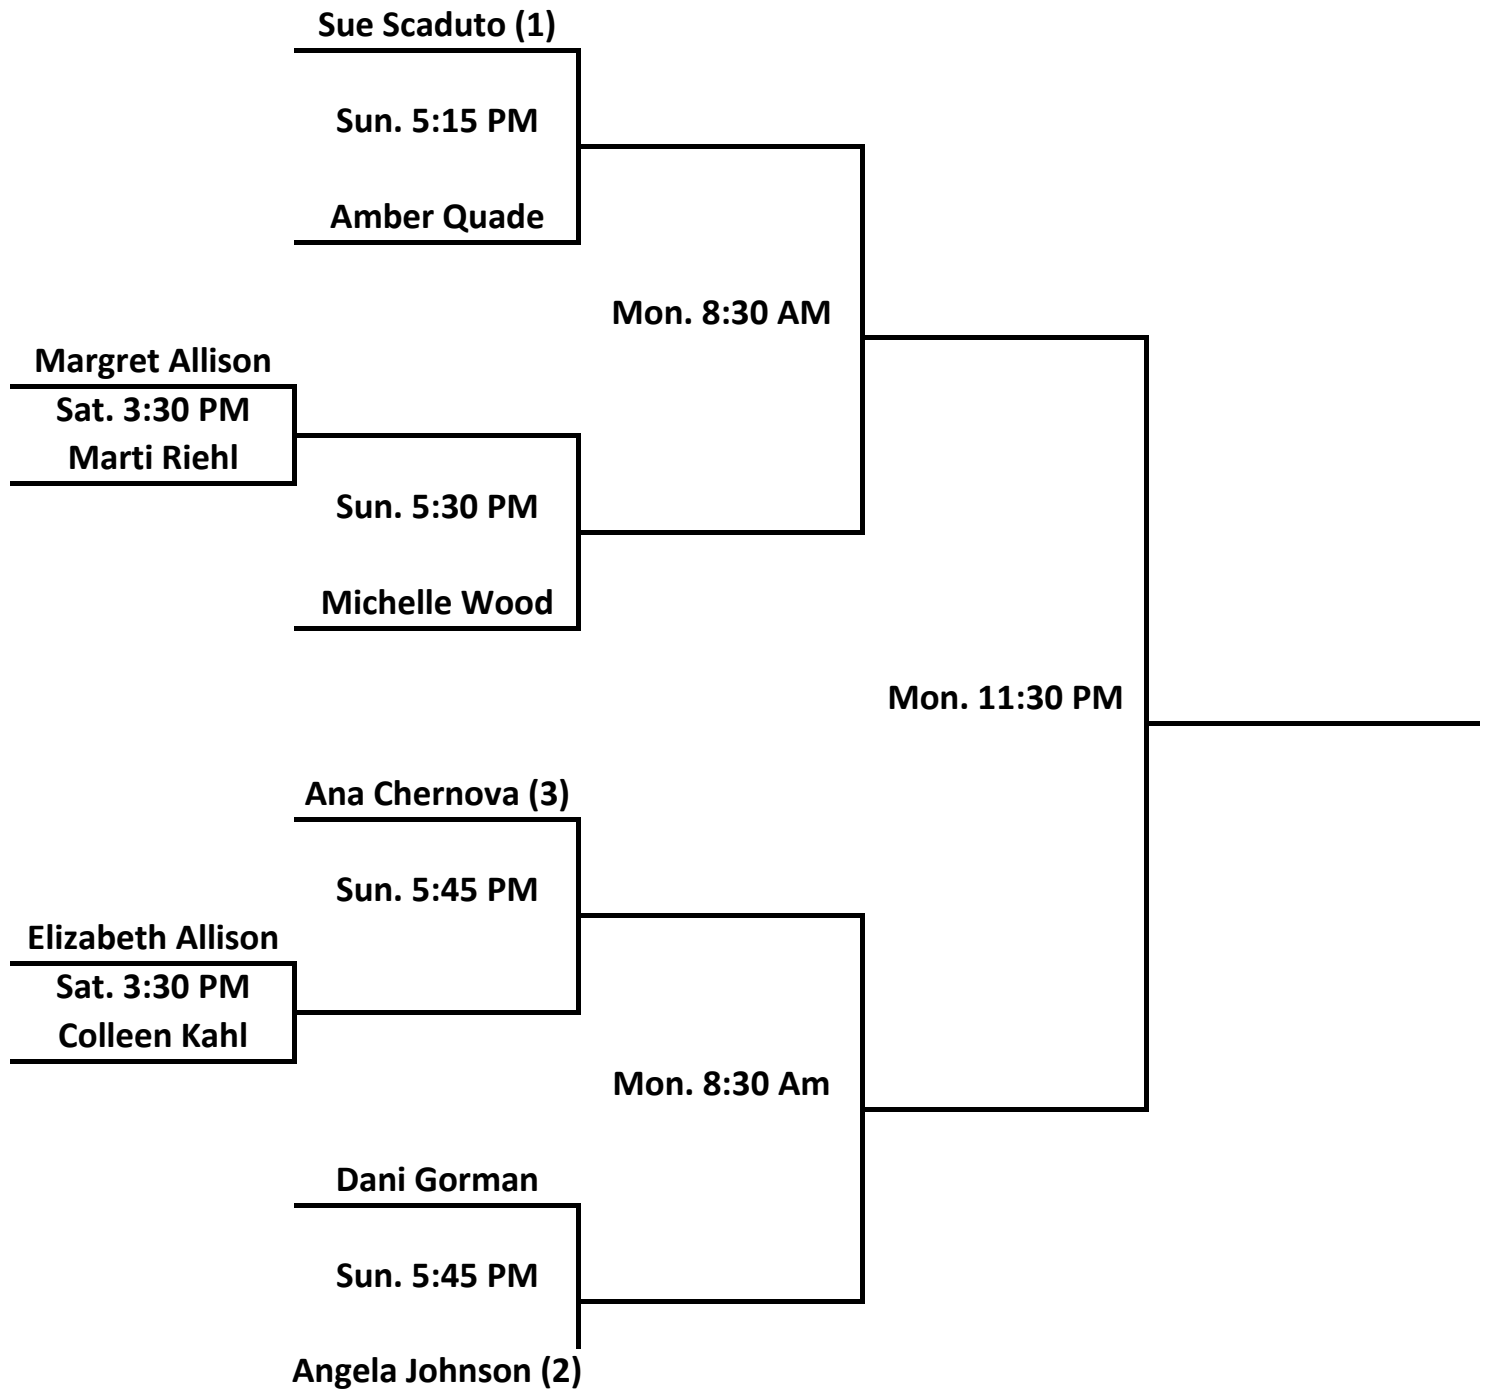 Sue Scaduto (1)
Sun. 5:15 PM
Amber Quade
Mon. 8:30 AM
Margret Allison
Sat. 3:30 PM
Marti Riehl
Sun. 5:30 PM
Michelle Wood
Mon. 11:30 PM
Ana Chernova (3)
Sun. 5:45 PM
Elizabeth Allison
Sat. 3:30 PM
Colleen Kahl
Mon. 8:30 Am
Dani Gorman
Sun. 5:45 PM
Angela Johnson (2)